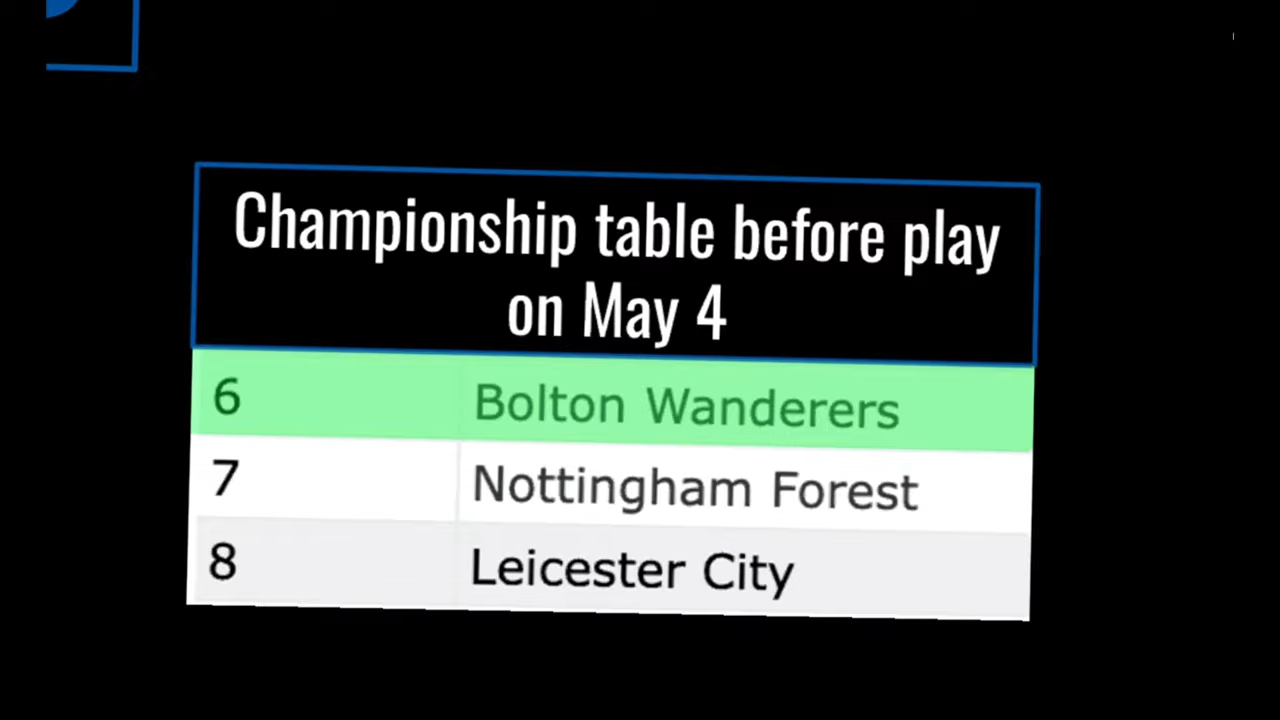 Championship table before play
on May 4
6 Bolton Wanderers
7 Nottingham Forest
8 Leicester City